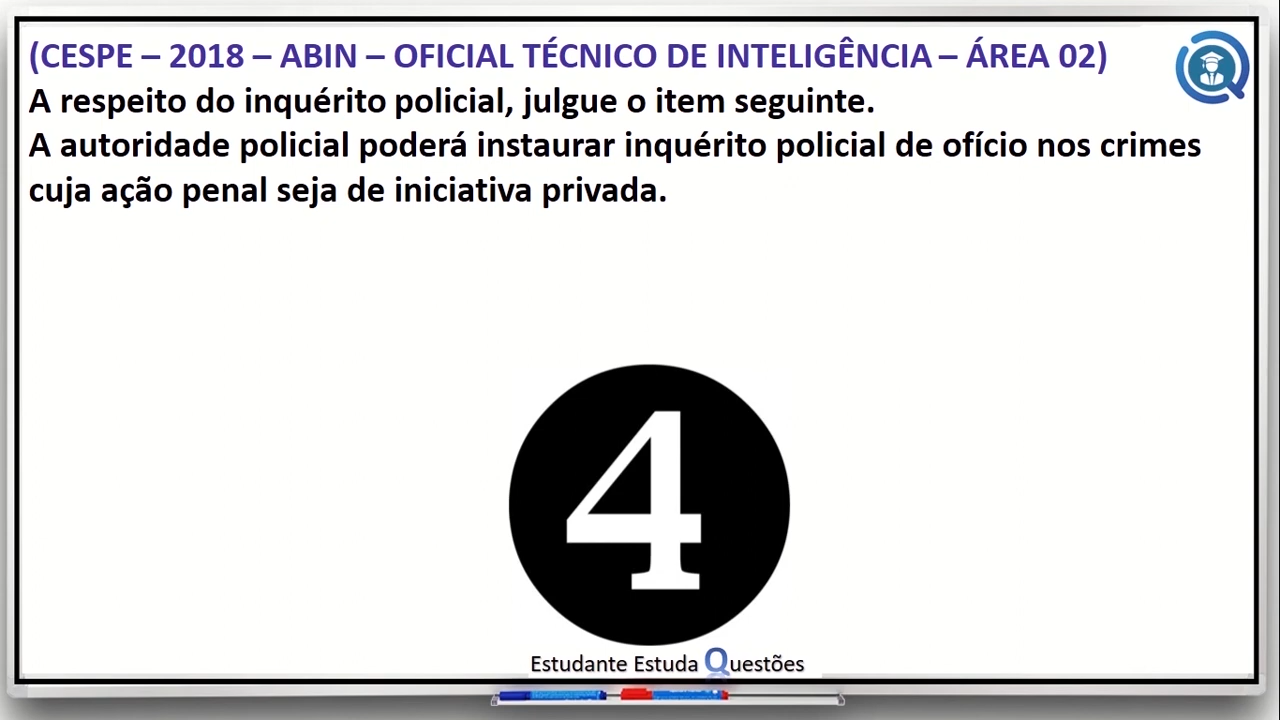 (CESPE – 2018 – ABIN – OFICIAL TÉCNICO DE INTELIGÊNCIA – ÁREA 02)
A respeito do inquérito policial, julgue o item seguinte.
A autoridade policial poderá instaurar inquérito policial de ofício nos crimes
cuja ação penal seja de iniciativa privada.
4
Estudante Estuda Questões